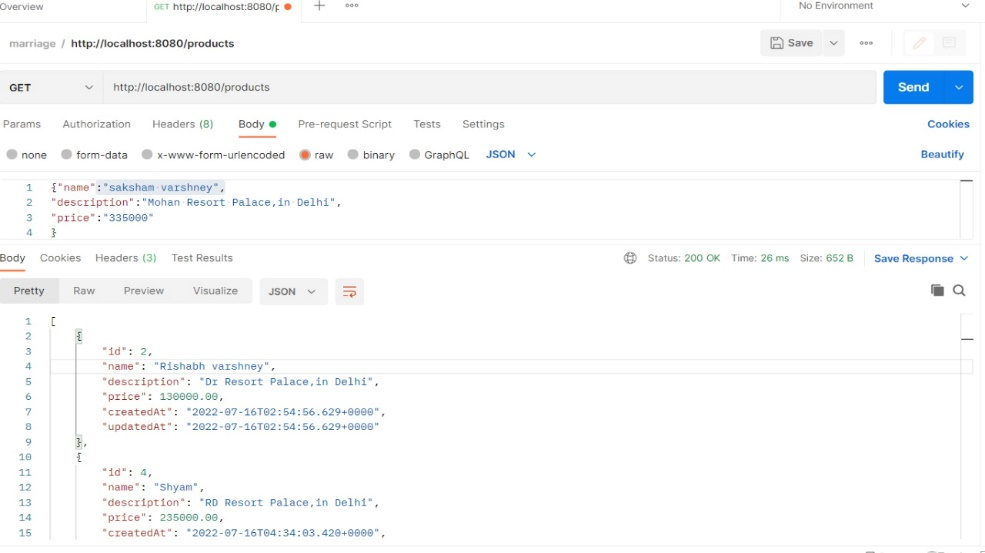 Overview GET http://localhost:8080/p No Environment
marriage / http://localhost:8080/products Save
GET http://localhost:8080/products Send
Params Authorization Headers (8) Body Pre-request Script Tests Settings Cookies
none form-data x-www-form-urlencoded raw binary GraphQL JSON Beautify
1 {"name":"saksham varshney",
2 "description":"Mohan Resort Palace,in Delhi",
3 "price":"335000"
4 }
Body Cookies Headers (3) Test Results Status: 200 OK Time: 26 ms Size: 652 B Save Response
Pretty Raw Preview Visualize JSON
1 [
2 {
3 "id": 2,
4 "name": "Rishabh varshney",
5 "description": "Dr Resort Palace,in Delhi",
6 "price": 130000.00,
7 "createdAt": "2022-07-16T02:54:56.629+0000",
8 "updatedAt": "2022-07-16T02:54:56.629+0000"
9 },
10 {
11 "id": 4,
12 "name": "Shyam",
13 "description": "RD Resort Palace,in Delhi",
14 "price": 235000.00,
15 "createdAt": "2022-07-16T04:34:03.420+0000",